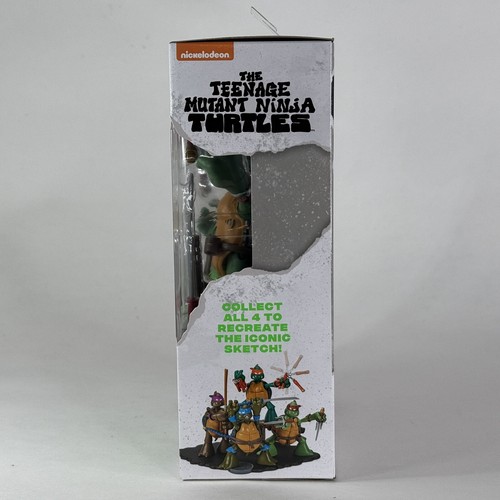 nickelodeon
THE
TEENAGE
MUTANT NINJA
TURTLES
COLLECT
ALL 4 TO
RECREATE
THE ICONIC
SKETCH!